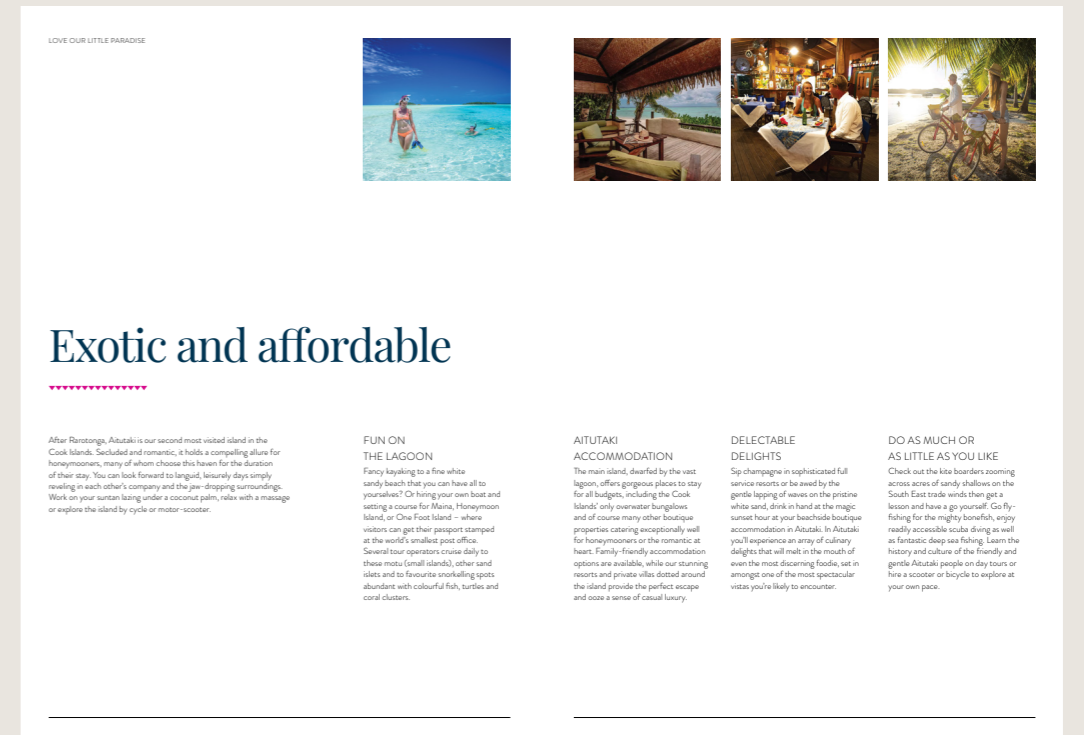 LOVE OUR LITTLE PARADISE
Exotic and affordable
After Rarotonga, Aitutaki is our second most visited island in the
Cook Islands. Secluded and romantic, it holds a compelling allure for
honeymooners, many of whom choose this haven for the duration
of their stay. You can look forward to languid, leisurely days simply
reveling in each other's company and the jaw-dropping surroundings.
Work on your suntan lazing under a coconut palm, relax with a massage
or explore the island by cycle or motor-scooter.
FUN ON
THE LAGOON
Fancy kayaking to a fine white
sandy beach that you can have all to
yourselves? Or hiring your own boat and
setting a course for Maina, Honeymoon
Island, or One Foot Island – where
visitors can get their passport stamped
at the world's smallest post office.
Several tour operators cruise daily to
these motu (small islands), other sand
islets and to favourite snorkelling spots
abundant with colourful fish, turtles and
coral clusters.
AITUTAKI
ACCOMMODATION
The main island, dwarfed by the vast
lagoon, offers gorgeous places to stay
for all budgets, including the Cook
Islands' only overwater bungalows
and of course many other boutique
properties catering exceptionally well
for honeymooners or the romantic at
heart. Family-friendly accommodation
options are available, while our stunning
resorts and private villas dotted around
the island provide the perfect escape
and ooze a sense of casual luxury.
DELECTABLE
DELIGHTS
Sip champagne in sophisticated full
service resorts or be awed by the
gentle lapping of waves on the pristine
white sand, drink in hand at the magic
sunset hour at your beachside boutique
accommodation in Aitutaki. In Aitutaki
you'll experience an array of culinary
delights that will melt in the mouth of
even the most discerning foodie, set in
amongst one of the most spectacular
vistas you're likely to encounter.
DO AS MUCH OR
AS LITTLE AS YOU LIKE
Check out the kite boarders zooming
across acres of sandy shallows on the
South East trade winds then get a
lesson and have a go yourself. Go fly-
fishing for the mighty bonefish, enjoy
readily accessible scuba diving as well
as fantastic deep sea fishing. Learn the
history and culture of the friendly and
gentle Aitutaki people on day tours or
hire a scooter or bicycle to explore at
your own pace.